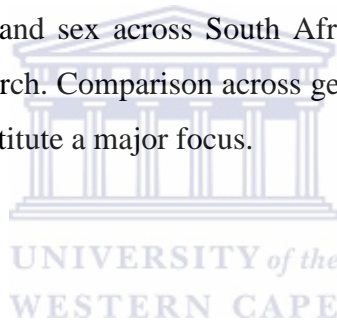 and sex across South Afr
rch. Comparison across ge
titute a major focus.
UNIVERSITY of the
WESTERN CAPE